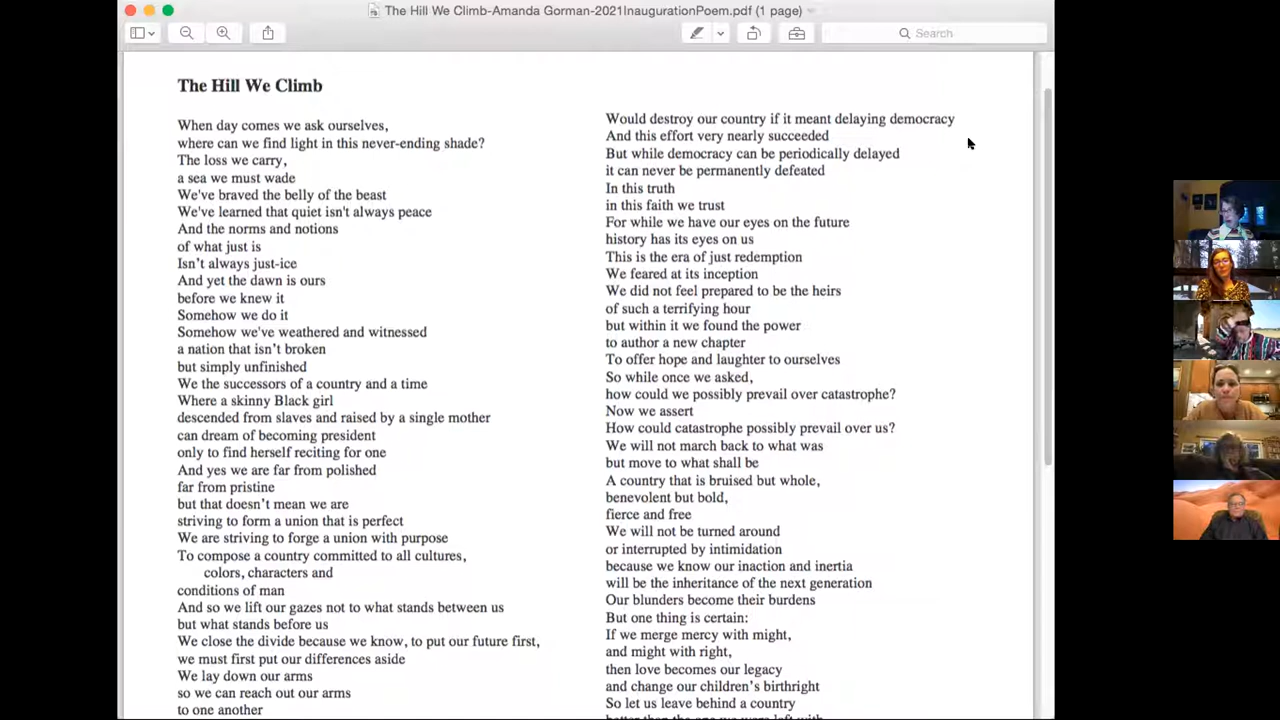 The Hill We Climb-Amanda Gorman-2021InaugurationPoem.pdf (1 page)
Search
The Hill We Climb
When day comes we ask ourselves,
where can we find light in this never-ending shade?
The loss we carry,
a sea we must wade
We've braved the belly of the beast
We've learned that quiet isn't always peace
And the norms and notions
of what just is
Isn't always just-ice
And yet the dawn is ours
before we knew it
Somehow we do it
Somehow we've weathered and witnessed
a nation that isn't broken
but simply unfinished
We the successors of a country and a time
Where a skinny Black girl
descended from slaves and raised by a single mother
can dream of becoming president
only to find herself reciting for one
And yes we are far from polished
far from pristine
but that doesn't mean we are
striving to form a union that is perfect
We are striving to forge a union with purpose
To compose a country committed to all cultures,
colors, characters and
conditions of man
And so we lift our gazes not to what stands between us
but what stands before us
We close the divide because we know, to put our future first,
we must first put our differences aside
We lay down our arms
so we can reach out our arms
to one another
Would destroy our country if it meant delaying democracy
And this effort very nearly succeeded
But while democracy can be periodically delayed
it can never be permanently defeated
In this truth
in this faith we trust
For while we have our eyes on the future
history has its eyes on us
This is the era of just redemption
We feared at its inception
We did not feel prepared to be the heirs
of such a terrifying hour
but within it we found the power
to author a new chapter
To offer hope and laughter to ourselves
So while once we asked,
how could we possibly prevail over catastrophe?
Now we assert
How could catastrophe possibly prevail over us?
We will not march back to what was
but move to what shall be
A country that is bruised but whole,
benevolent but bold,
fierce and free
We will not be turned around
or interrupted by intimidation
because we know our inaction and inertia
will be the inheritance of the next generation
Our blunders become their burdens
But one thing is certain:
If we merge mercy with might,
and might with right,
then love becomes our legacy
and change our children's birthright
So let us leave behind a country
better than the one we were left with